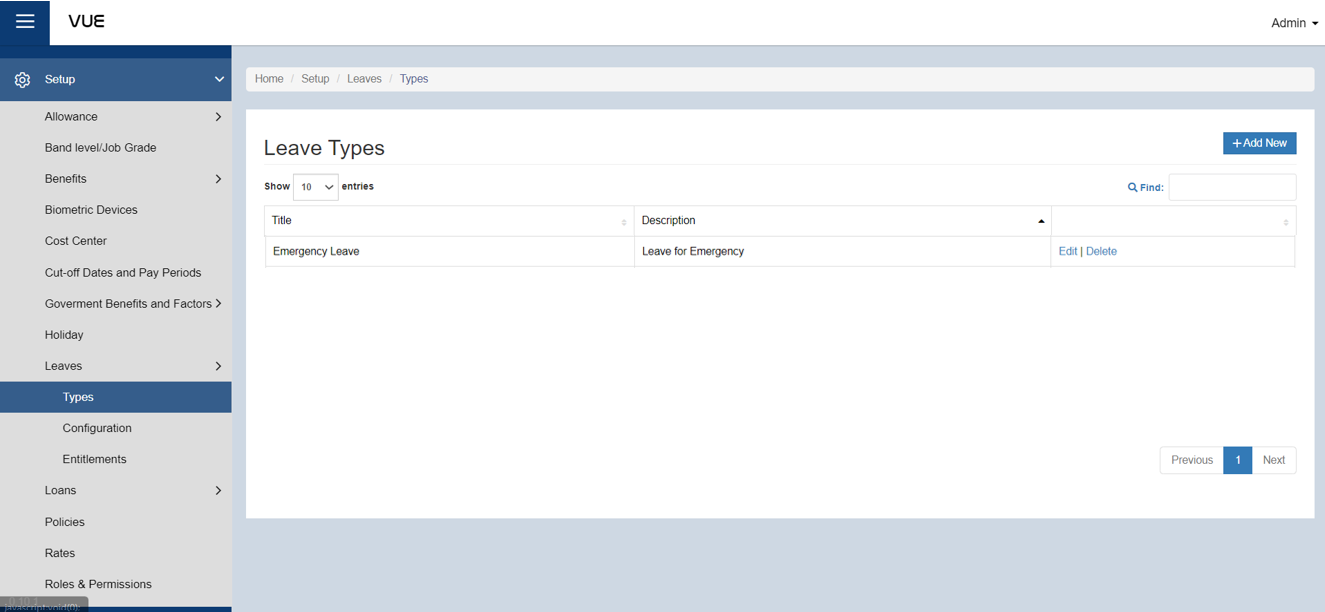 VUE
Admin
Setup
Home / Setup / Leaves / Types
Allowance
Band level/Job Grade
Benefits
Biometric Devices
Cost Center
Cut-off Dates and Pay Periods
Goverment Benefits and Factors
Holiday
Leaves
Types
Configuration
Entitlements
Loans
Policies
Rates
Roles & Permissions
javascript:void(0);
Leave Types
+Add New
Show 10 entries
Find:
Title Description
Emergency Leave Leave for Emergency Edit | Delete
Previous 1 Next